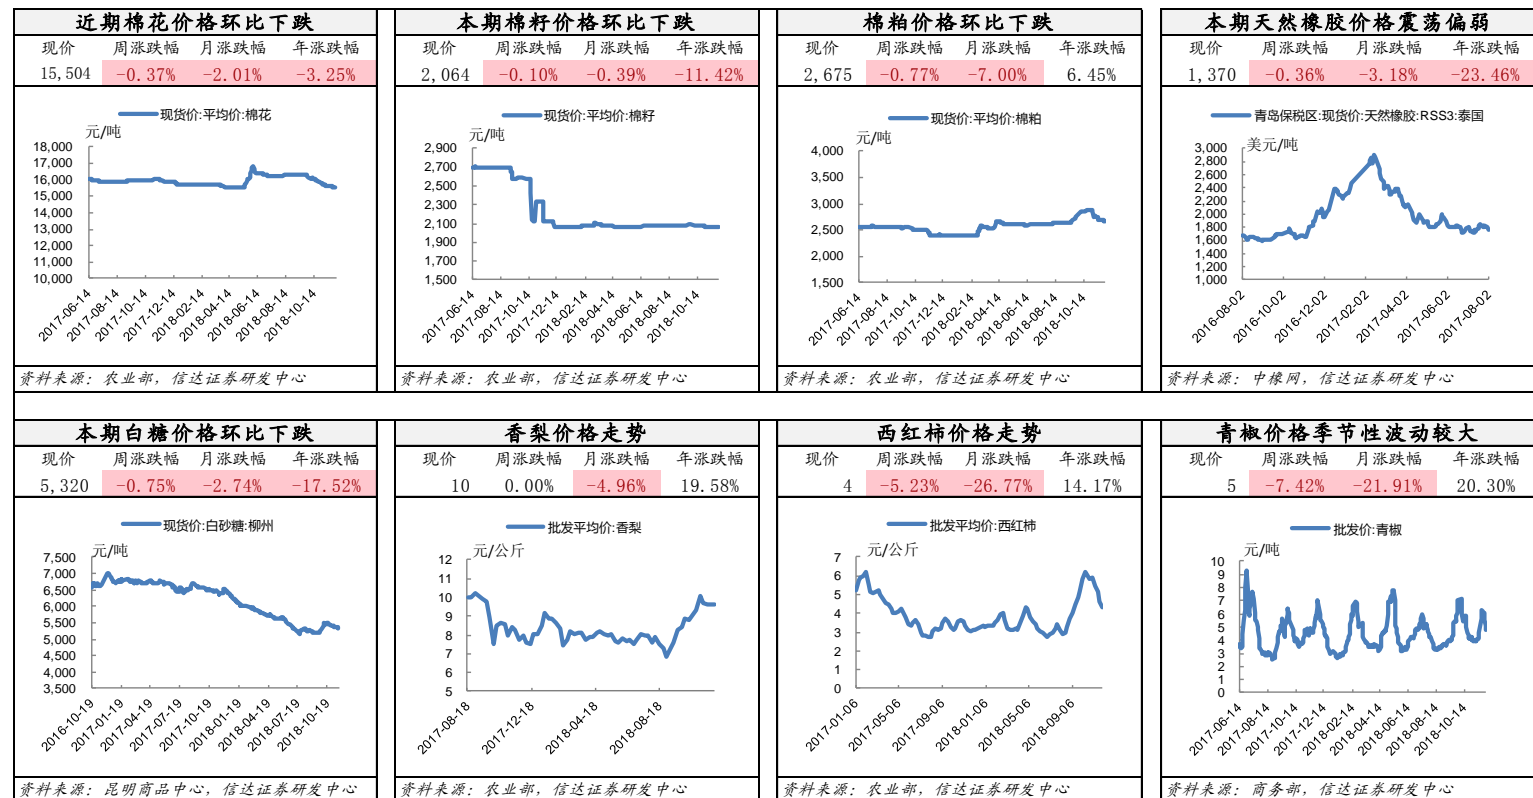 近期棉花价格环比下跌
现价 周涨跌幅 月涨跌幅 年涨跌幅
15,504 -0.37% -2.01% -3.25%
现货价:平均价:棉花
元/吨
18,000
17,000
16,000
15,000
14,000
13,000
12,000
11,000
10,000
2017-06-14 2017-08-14 2017-10-14 2017-12-14 2018-02-14 2018-04-14 2018-06-14 2018-08-14 2018-10-14
资料来源：农业部，信达证券研发中心
本期棉籽价格环比下跌
现价 周涨跌幅 月涨跌幅 年涨跌幅
2,064 -0.10% -0.39% -11.42%
现货价:平均价:棉籽
元/吨
2,900
2,700
2,500
2,300
2,100
1,900
1,700
1,500
2017-06-14 2017-08-14 2017-10-14 2017-12-14 2018-02-14 2018-04-14 2018-06-14 2018-08-14 2018-10-14
资料来源：农业部，信达证券研发中心
棉粕价格环比下跌
现价 周涨跌幅 月涨跌幅 年涨跌幅
2,675 -0.77% -7.00% 6.45%
现货价:平均价:棉粕
元/吨
4,000
3,500
3,000
2,500
2,000
1,500
2017-06-14 2017-08-14 2017-10-14 2017-12-14 2018-02-14 2018-04-14 2018-06-14 2018-08-14 2018-10-14
资料来源：农业部，信达证券研发中心
本期天然橡胶价格震荡偏弱
现价 周涨跌幅 月涨跌幅 年涨跌幅
1,370 -0.36% -3.18% -23.46%
青岛保税区:现货价:天然橡胶:RSS3:泰国
美元/吨
3,000
2,800
2,600
2,400
2,200
2,000
1,800
1,600
1,400
1,200
1,000
2016-08-02 2016-10-02 2016-12-02 2017-02-02 2017-04-02 2017-06-02 2017-08-02
资料来源：中橡网，信达证券研发中心
本期白糖价格环比下跌
现价 周涨跌幅 月涨跌幅 年涨跌幅
5,320 -0.75% -2.74% -17.52%
现货价:白砂糖:柳州
元/吨
7,500
7,000
6,500
6,000
5,500
5,000
4,500
4,000
3,500
2016-10-19 2017-01-19 2017-04-19 2017-07-19 2017-10-19 2018-01-19 2018-04-19 2018-07-19 2018-10-19
资料来源：昆明商品中心，信达证券研发中心
香梨价格走势
现价 周涨跌幅 月涨跌幅 年涨跌幅
10 0.00% -4.96% 19.58%
批发平均价:香梨
元/公斤
12
11
10
9
8
7
6
5
2017-08-18 2017-12-18 2018-04-18 2018-08-18
资料来源：农业部，信达证券研发中心
西红柿价格走势
现价 周涨跌幅 月涨跌幅 年涨跌幅
4 -5.23% -26.77% 14.17%
批发平均价:西红柿
元/公斤
7
6
5
4
3
2
1
0
2017-01-06 2017-05-06 2017-09-06 2018-01-06 2018-05-06 2018-09-06
资料来源：农业部，信达证券研发中心
青椒价格季节性波动较大
现价 周涨跌幅 月涨跌幅 年涨跌幅
5 -7.42% -21.91% 20.30%
批发价:青椒
元/吨
10
9
8
7
6
5
4
3
2
1
0
2017-06-14 2017-08-14 2017-10-14 2017-12-14 2018-02-14 2018-04-14 2018-06-14 2018-08-14 2018-10-14
资料来源：商务部，信达证券研发中心